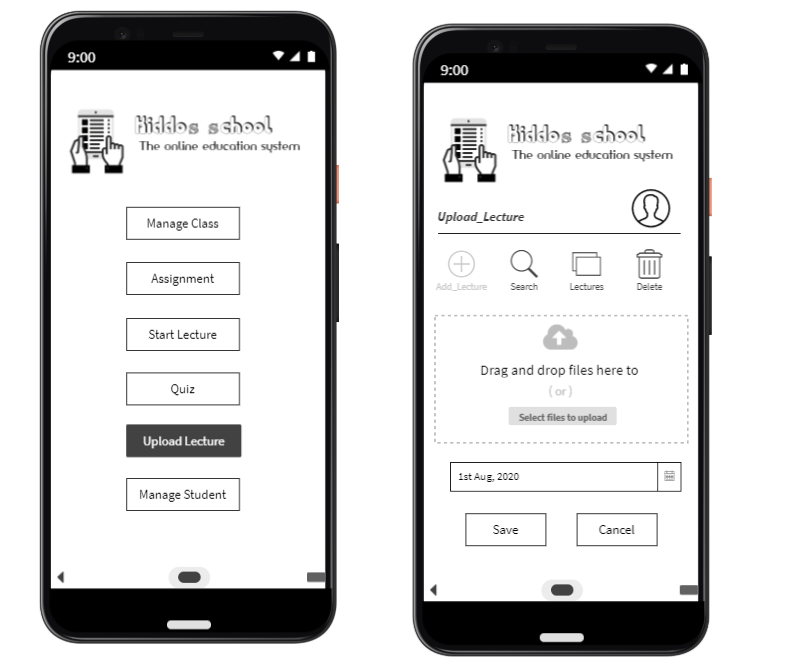 9:00
Kiddos school
The online education system
Manage Class
Assignment
Start Lecture
Quiz
Upload Lecture
Manage Student
9:00
Kiddos school
The online education system
Upload_Lecture
Add_Lecture
Search
Lectures
Delete
Drag and drop files here to
( or )
Select files to upload
1st Aug, 2020
Save
Cancel